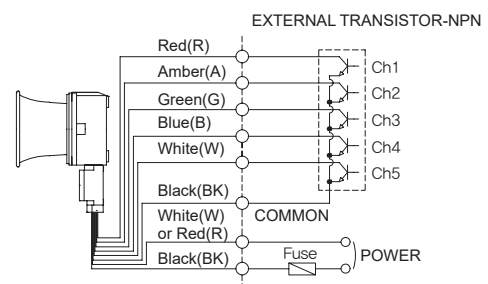 EXTERNAL TRANSISTOR-NPN
Red(R)
Ch1
Amber(A)
Ch2
Green(G)
Ch3
Blue(B)
Ch4
White(W)
Ch5
Black(BK)
COMMON
White(W)
or Red(R)
Fuse
POWER
Black(BK)